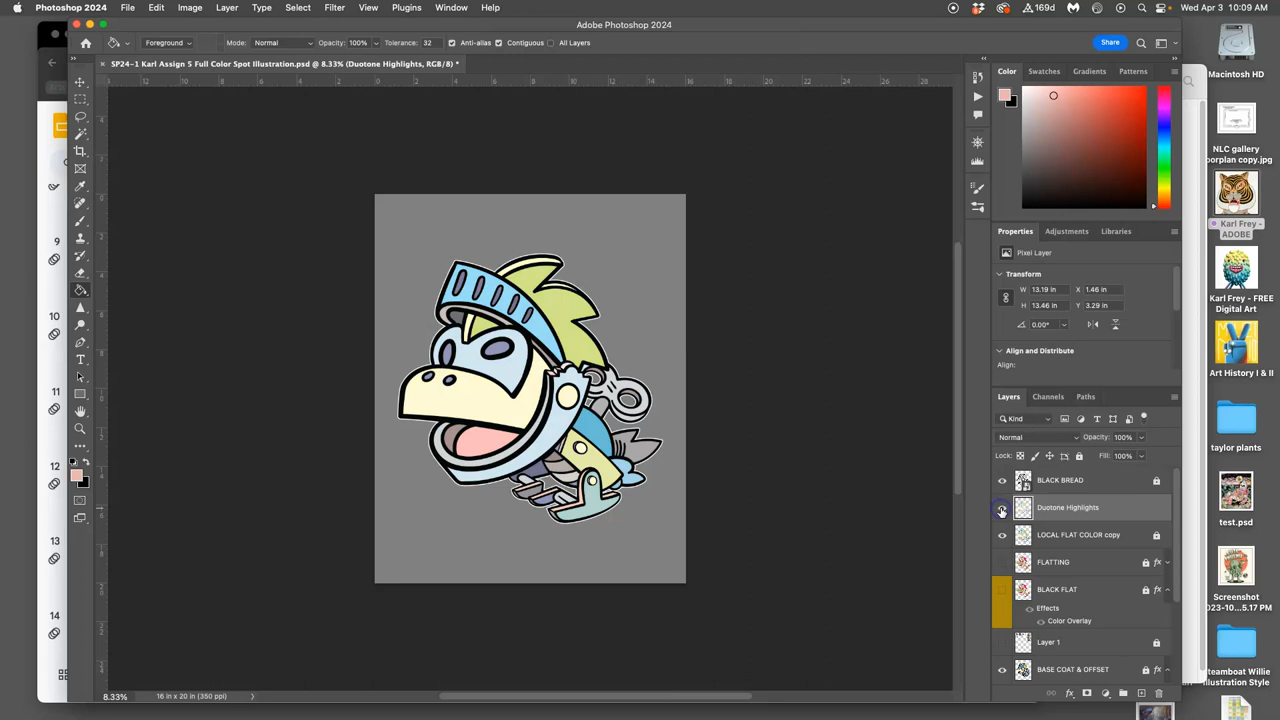 Photoshop 2024 File Edit Image Layer Type Select Filter View Plugins Window Help 169d Wed Apr 3 10:09 AM
Adobe Photoshop 2024
Foreground Mode: Normal Opacity: 100% Tolerance: 32 Anti-alias Contiguous All Layers Share
SP24-1 Karl Assign 5 Full Color Spot Illustration.psd @ 8.33% (Duotone Highlights, RGB/8) *
Color Swatches Gradients Patterns
Macintosh HD
NLC gallery
oorplan copy.jpg
Karl Frey -
ADOBE
Properties Adjustments Libraries
Pixel Layer
Transform
W 13.19 in X 1.46 in
H 13.46 in Y 3.29 in
0.00°
Align and Distribute
Align:
Karl Frey - FREE
Digital Art
Art History I & II
Layers Channels Paths
Kind
Normal Opacity: 100%
Lock: Fill: 100%
BLACK BREAD
Duotone Highlights
LOCAL FLAT COLOR copy
FLATTING
BLACK FLAT
Effects
Color Overlay
Layer 1
BASE COAT & OFFSET
taylor plants
test.psd
Screenshot
023-10...5.17 PM
teamboat Willie
Illustration Style
9
10
11
12
13
14
8.33% 16 in x 20 in (350 ppi)